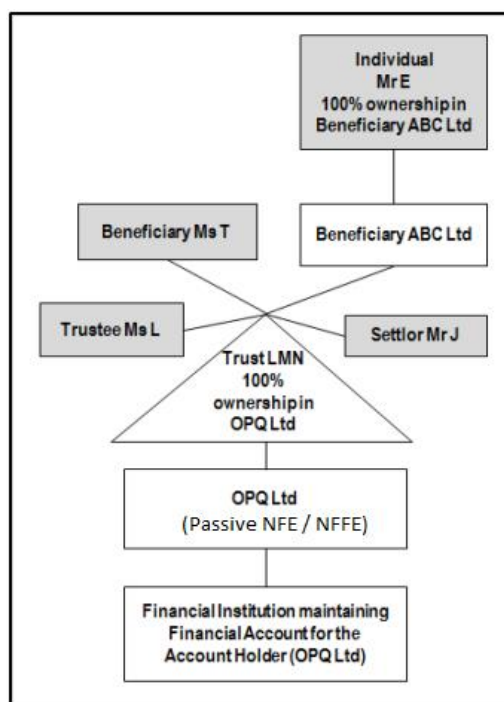 Individual
Mr E
100% ownership in
Beneficiary ABC Ltd
Beneficiary Ms T
Beneficiary ABC Ltd
Trustee Ms L
Settlor Mr J
Trust LMN
100%
ownership in
OPQ Ltd
OPQ Ltd
(Passive NFE / NFFE)
Financial Institution maintaining
Financial Account for the
Account Holder (OPQ Ltd)